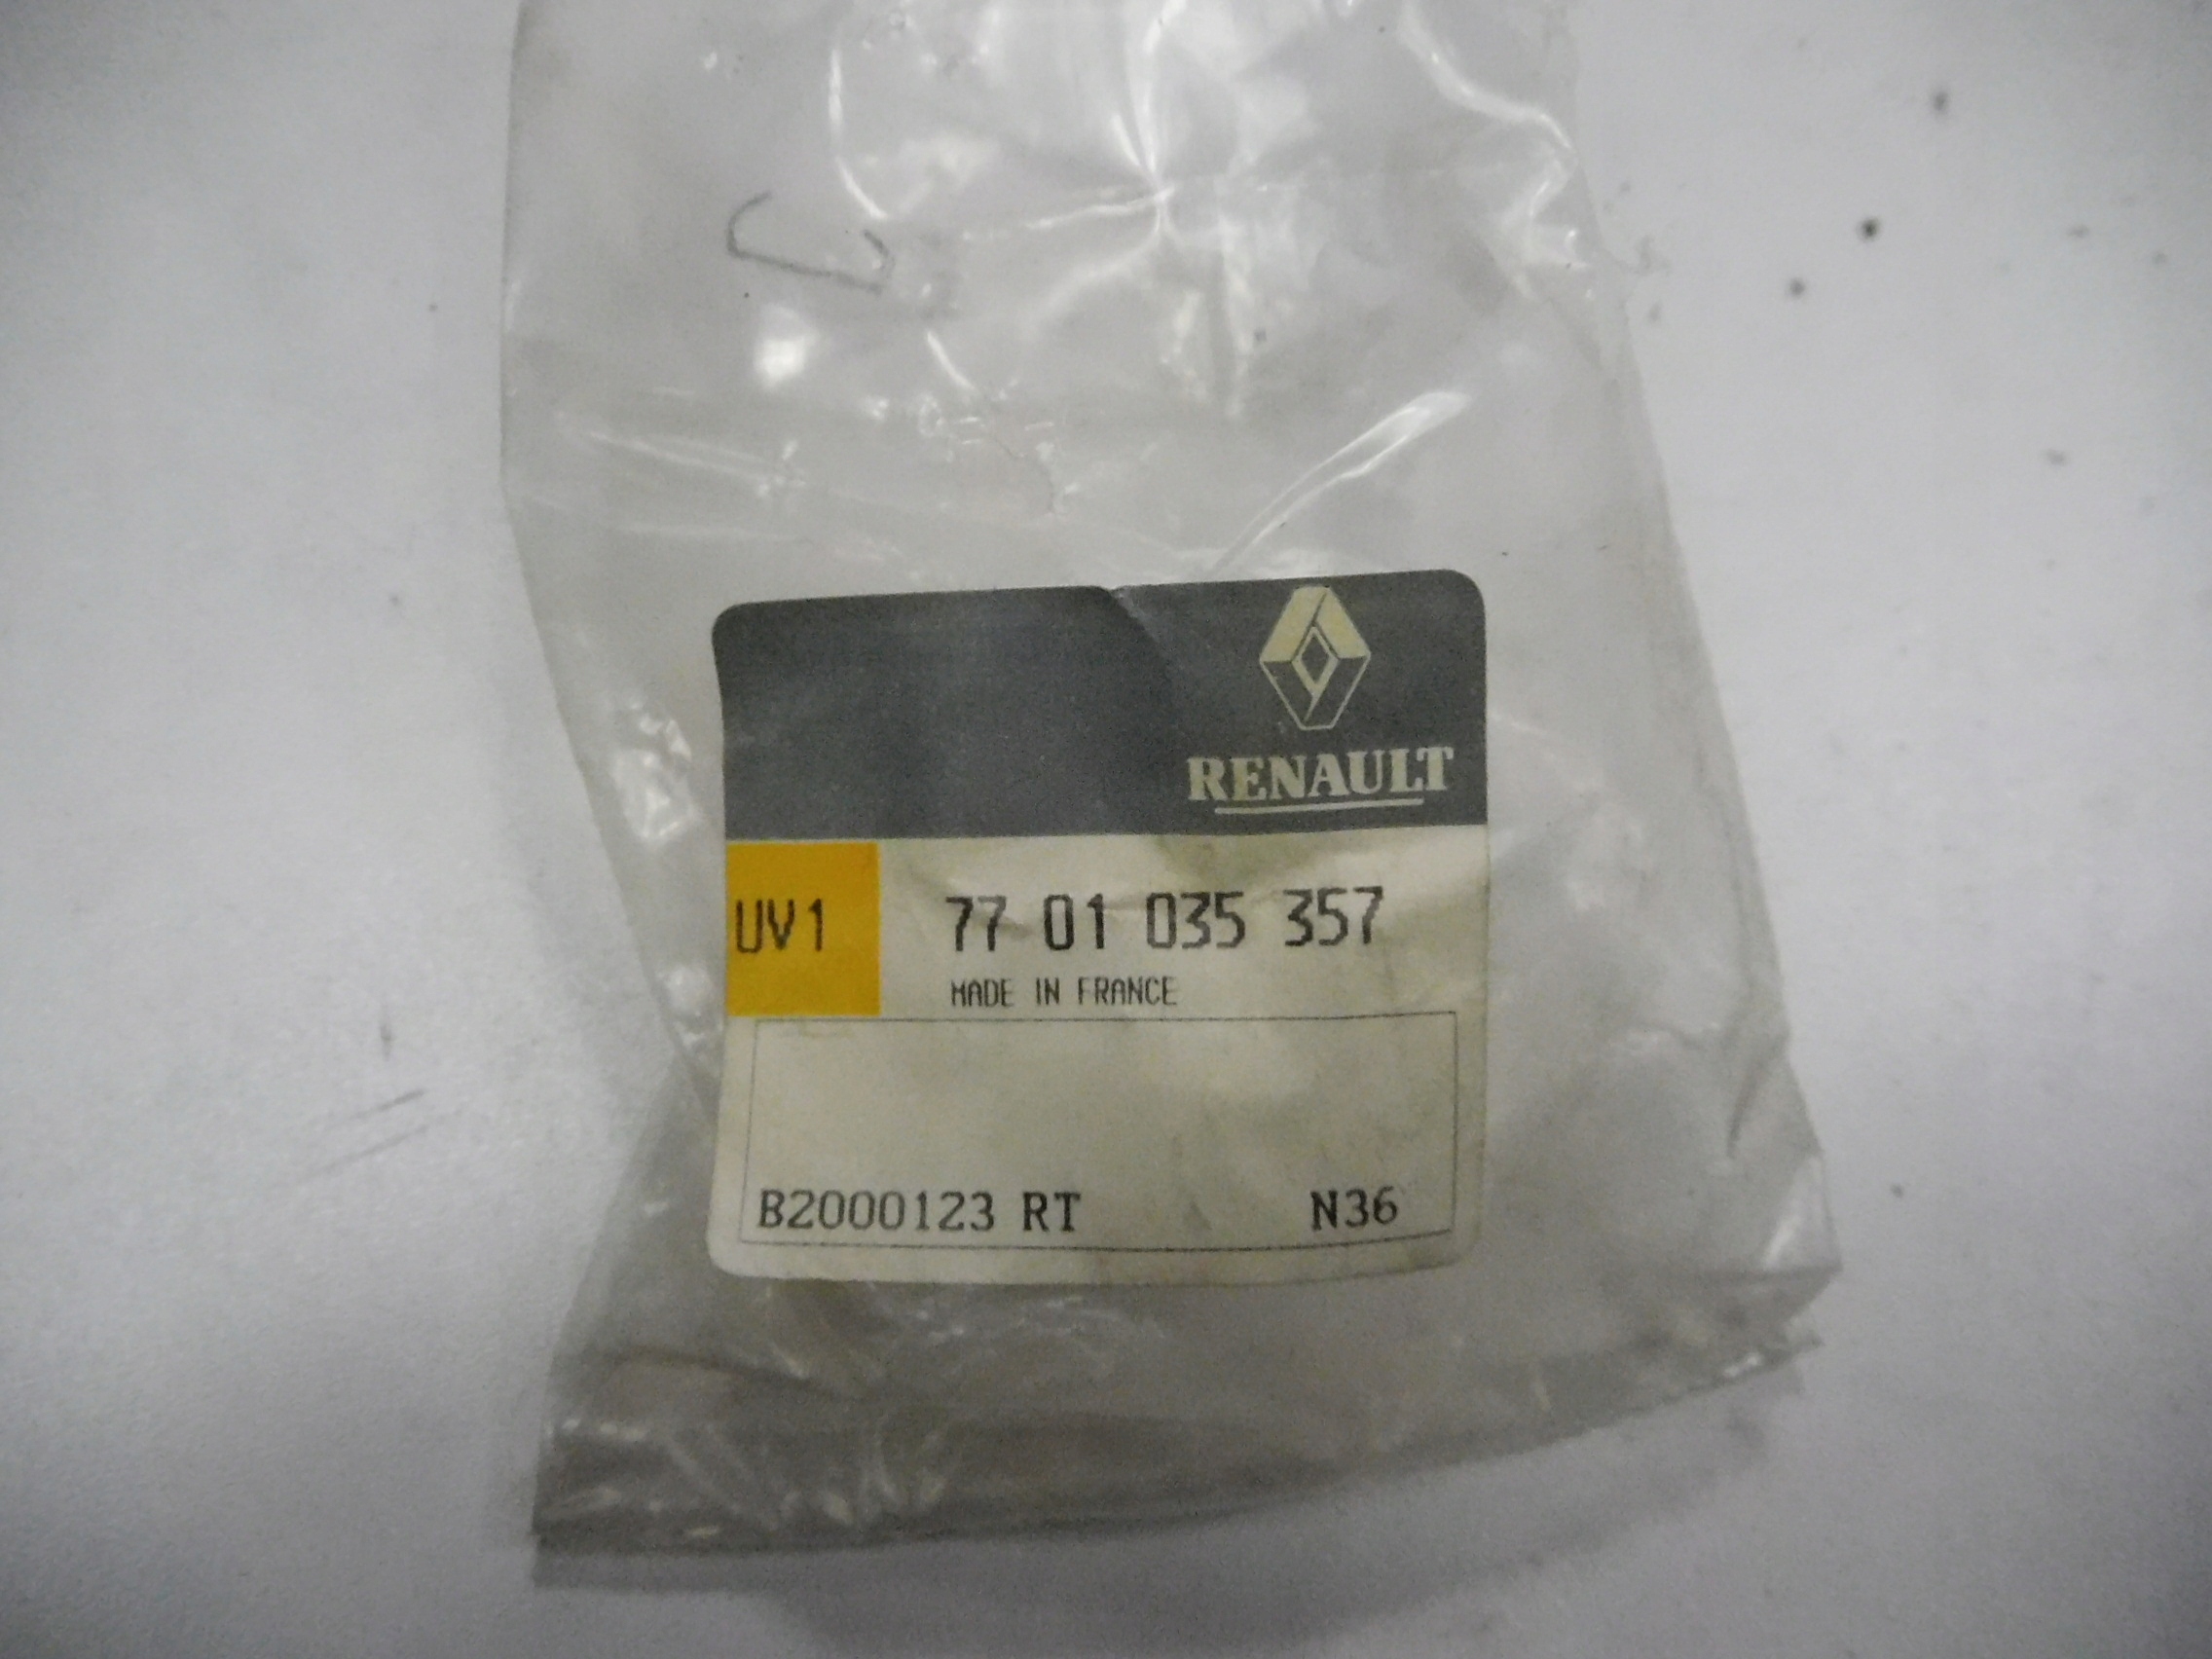 RENAULT
UV1 77 01 035 357
MADE IN FRANCE
B2000123 RT N36